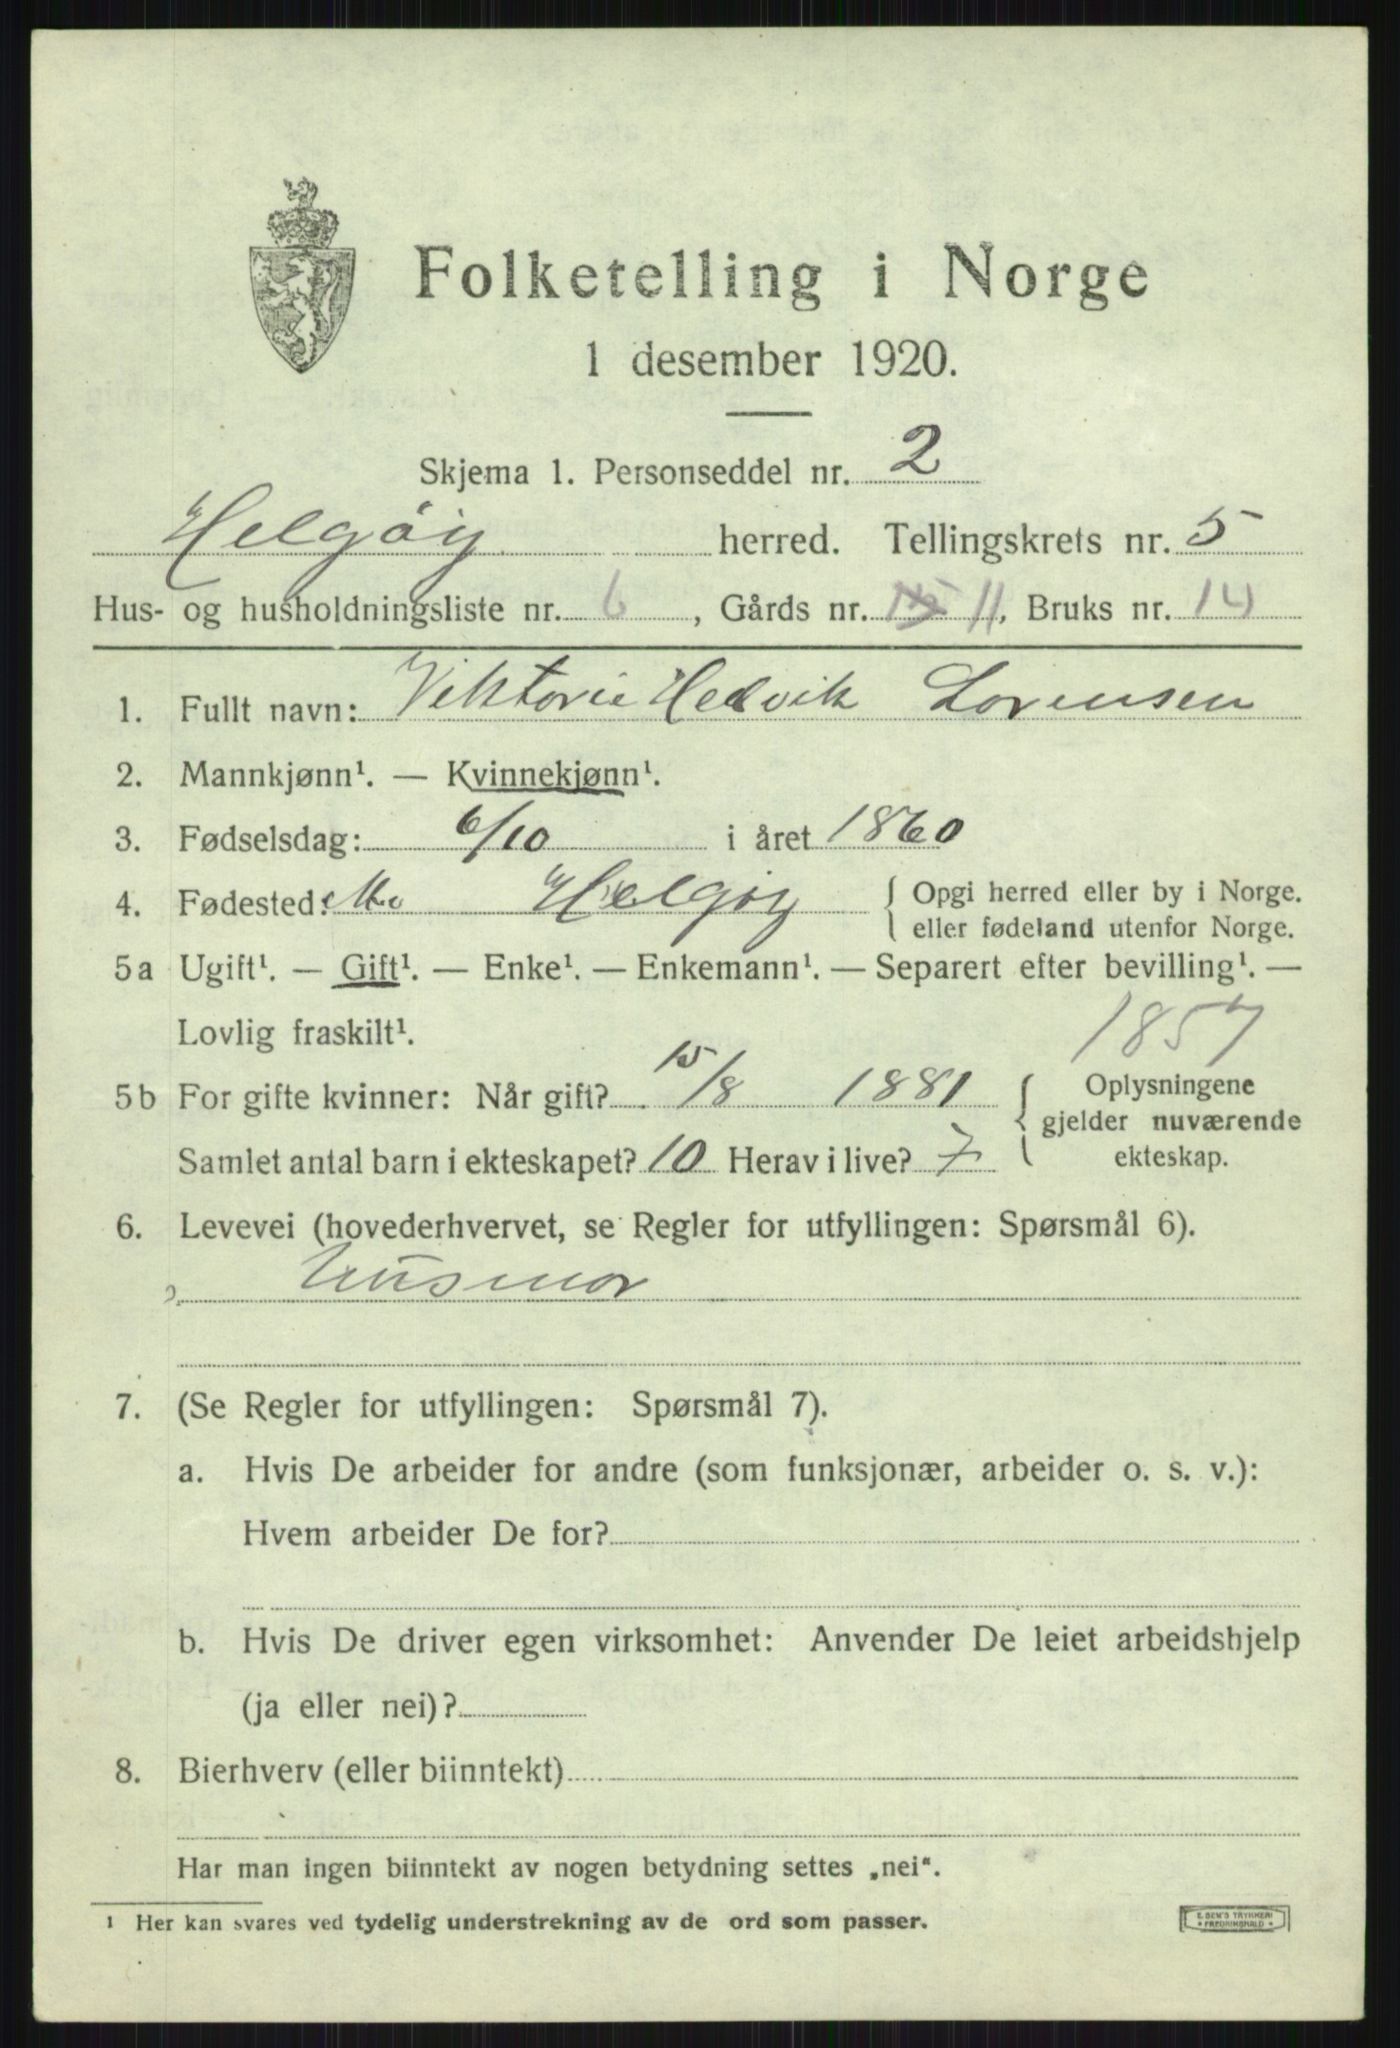 Folketelling i Norge
1 desember 1920.
Skjema 1. Personseddel nr. 2
Helgøy herred. Tellingskrets nr. 5
Hus- og husholdningsliste nr. 6, Gårds nr. 11, Bruks nr. 14
1. Fullt navn: Viktorie Hedvik Lorensen
2. Mannkjønn¹. — Kvinnekjønn¹.
3. Fødselsdag: 6/10 i året 1860
4. Fødested: Helgøy { Opgi herred eller by i Norge.
eller fødeland utenfor Norge.
5a Ugift¹. — Gift¹. — Enke¹. — Enkemann¹. — Separert efter bevilling¹. —
Lovlig fraskilt¹. 1857
5b For gifte kvinner: Når gift? 15/8 1881 { Oplysningene
gjelder nuværende
Samlet antal barn i ekteskapet? 10 Herav i live? 7 ekteskap.
6. Levevei (hovederhvervet, se Regler for utfyllingen: Spørsmål 6).
Husmor
7. (Se Regler for utfyllingen: Spørsmål 7).
a. Hvis De arbeider for andre (som funksjonær, arbeider o. s. v.):
Hvem arbeider De for?
b. Hvis De driver egen virksomhet: Anvender De leiet arbeidshjelp
(ja eller nei)?
8. Bierhverv (eller biinntekt)
Har man ingen biinntekt av nogen betydning settes „nei“.
¹ Her kan svares ved tydelig understrekning av de ord som passer.
E. SEM'S TRYKKERI
FREDRIKSHALD